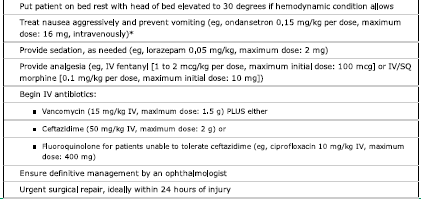 Put patient on bed rest with head of bed elevated to 30 degrees if hemodynamic condition allows
Treat nausea aggressively and prevent vomiting (eg, ondansetron 0,15 mg/kg per dose, maximum
dose: 16 mg, intravenously)*
Provide sedation, as needed (eg, lorazepam 0,05 mg/kg, maximum dose: 2 mg)
Provide analgesia (eg, IV fentanyl [1 to 2 mcg/kg per dose, maximum initial dose: 100 mcg] or IV/SQ
morphine [0.1 mg/kg per dose, maximum initial dose: 10 mg])
Begin IV antibiotics:
▪ Vancomycin (15 mg/kg IV, maximum dose: 1.5 g) PLUS either
▪ Ceftazidime (50 mg/kg IV, maximum dose: 2 g) or
▪ Fluoroquinolone for patients unable to tolerate ceftazidime (eg, ciprofloxacin 10 mg/kg IV, maximum
dose: 400 mg)
Ensure definitive management by an ophthalmologist
Urgent surgical repair, ideally within 24 hours of injury